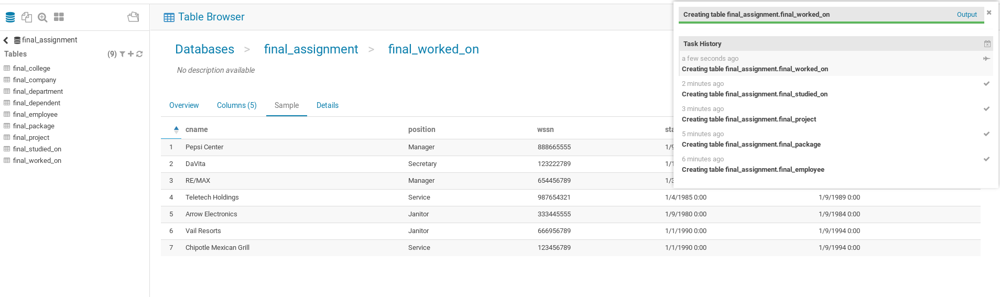 Table Browser
final_assignment
Tables (9)
final_college
final_company
final_department
final_dependent
final_employee
final_package
final_project
final_studied_on
final_worked_on
Databases > final_assignment > final_worked_on
No description available
Overview Columns (5) Sample Details
cname position wssn sta
1 Pepsi Center Manager 888665555 1/9
2 DaVita Secretary 123222789 1/1
3 RE/MAX Manager 654456789 1/3
4 Teletech Holdings Service 987654321 1/4/1985 0:00 1/9/1989 0:00
5 Arrow Electronics Janitor 333445555 1/9/1980 0:00 1/9/1984 0:00
6 Vail Resorts Janitor 666956789 1/1/1990 0:00 1/9/1994 0:00
7 Chipotle Mexican Grill Service 123456789 1/1/1990 0:00 1/9/1994 0:00
Creating table final_assignment.final_worked_on Output
Task History
a few seconds ago
Creating table final_assignment.final_worked_on
2 minutes ago
Creating table final_assignment.final_studied_on
3 minutes ago
Creating table final_assignment.final_project
5 minutes ago
Creating table final_assignment.final_package
6 minutes ago
Creating table final_assignment.final_employee